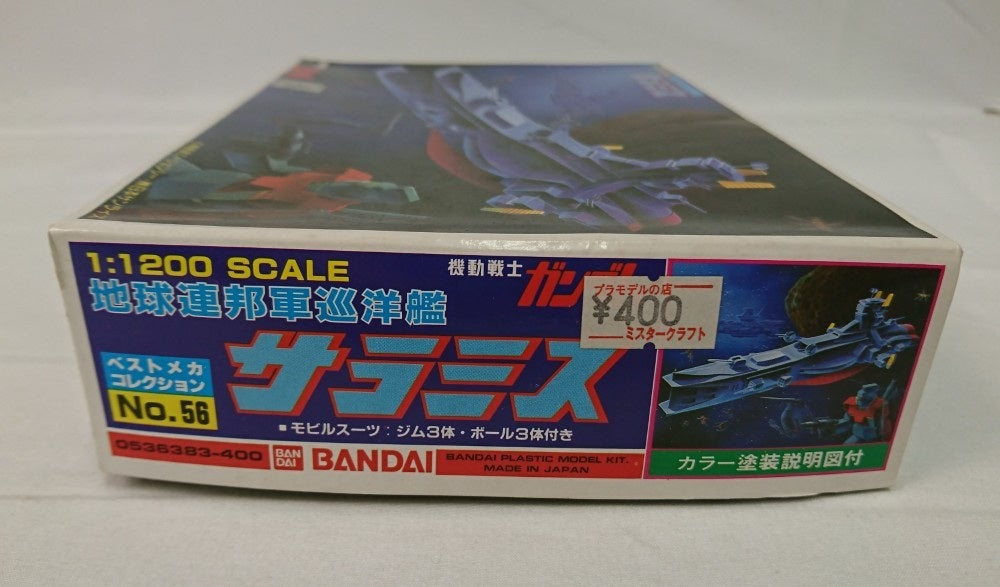 1:1200 SCALE
地球連邦軍巡洋艦
機動戦士
ガン
プラモデルの店
¥400
ミスタークラフト
ベストメカ
コレクション
No.56
サラミス
■モビルスーツ:ジム3体・ボール3体付き
0536383-400
BAN
DAI
BANDAI
BANDAI PLASTIC MODEL KIT.
MADE IN JAPAN
カラー塗装説明図付